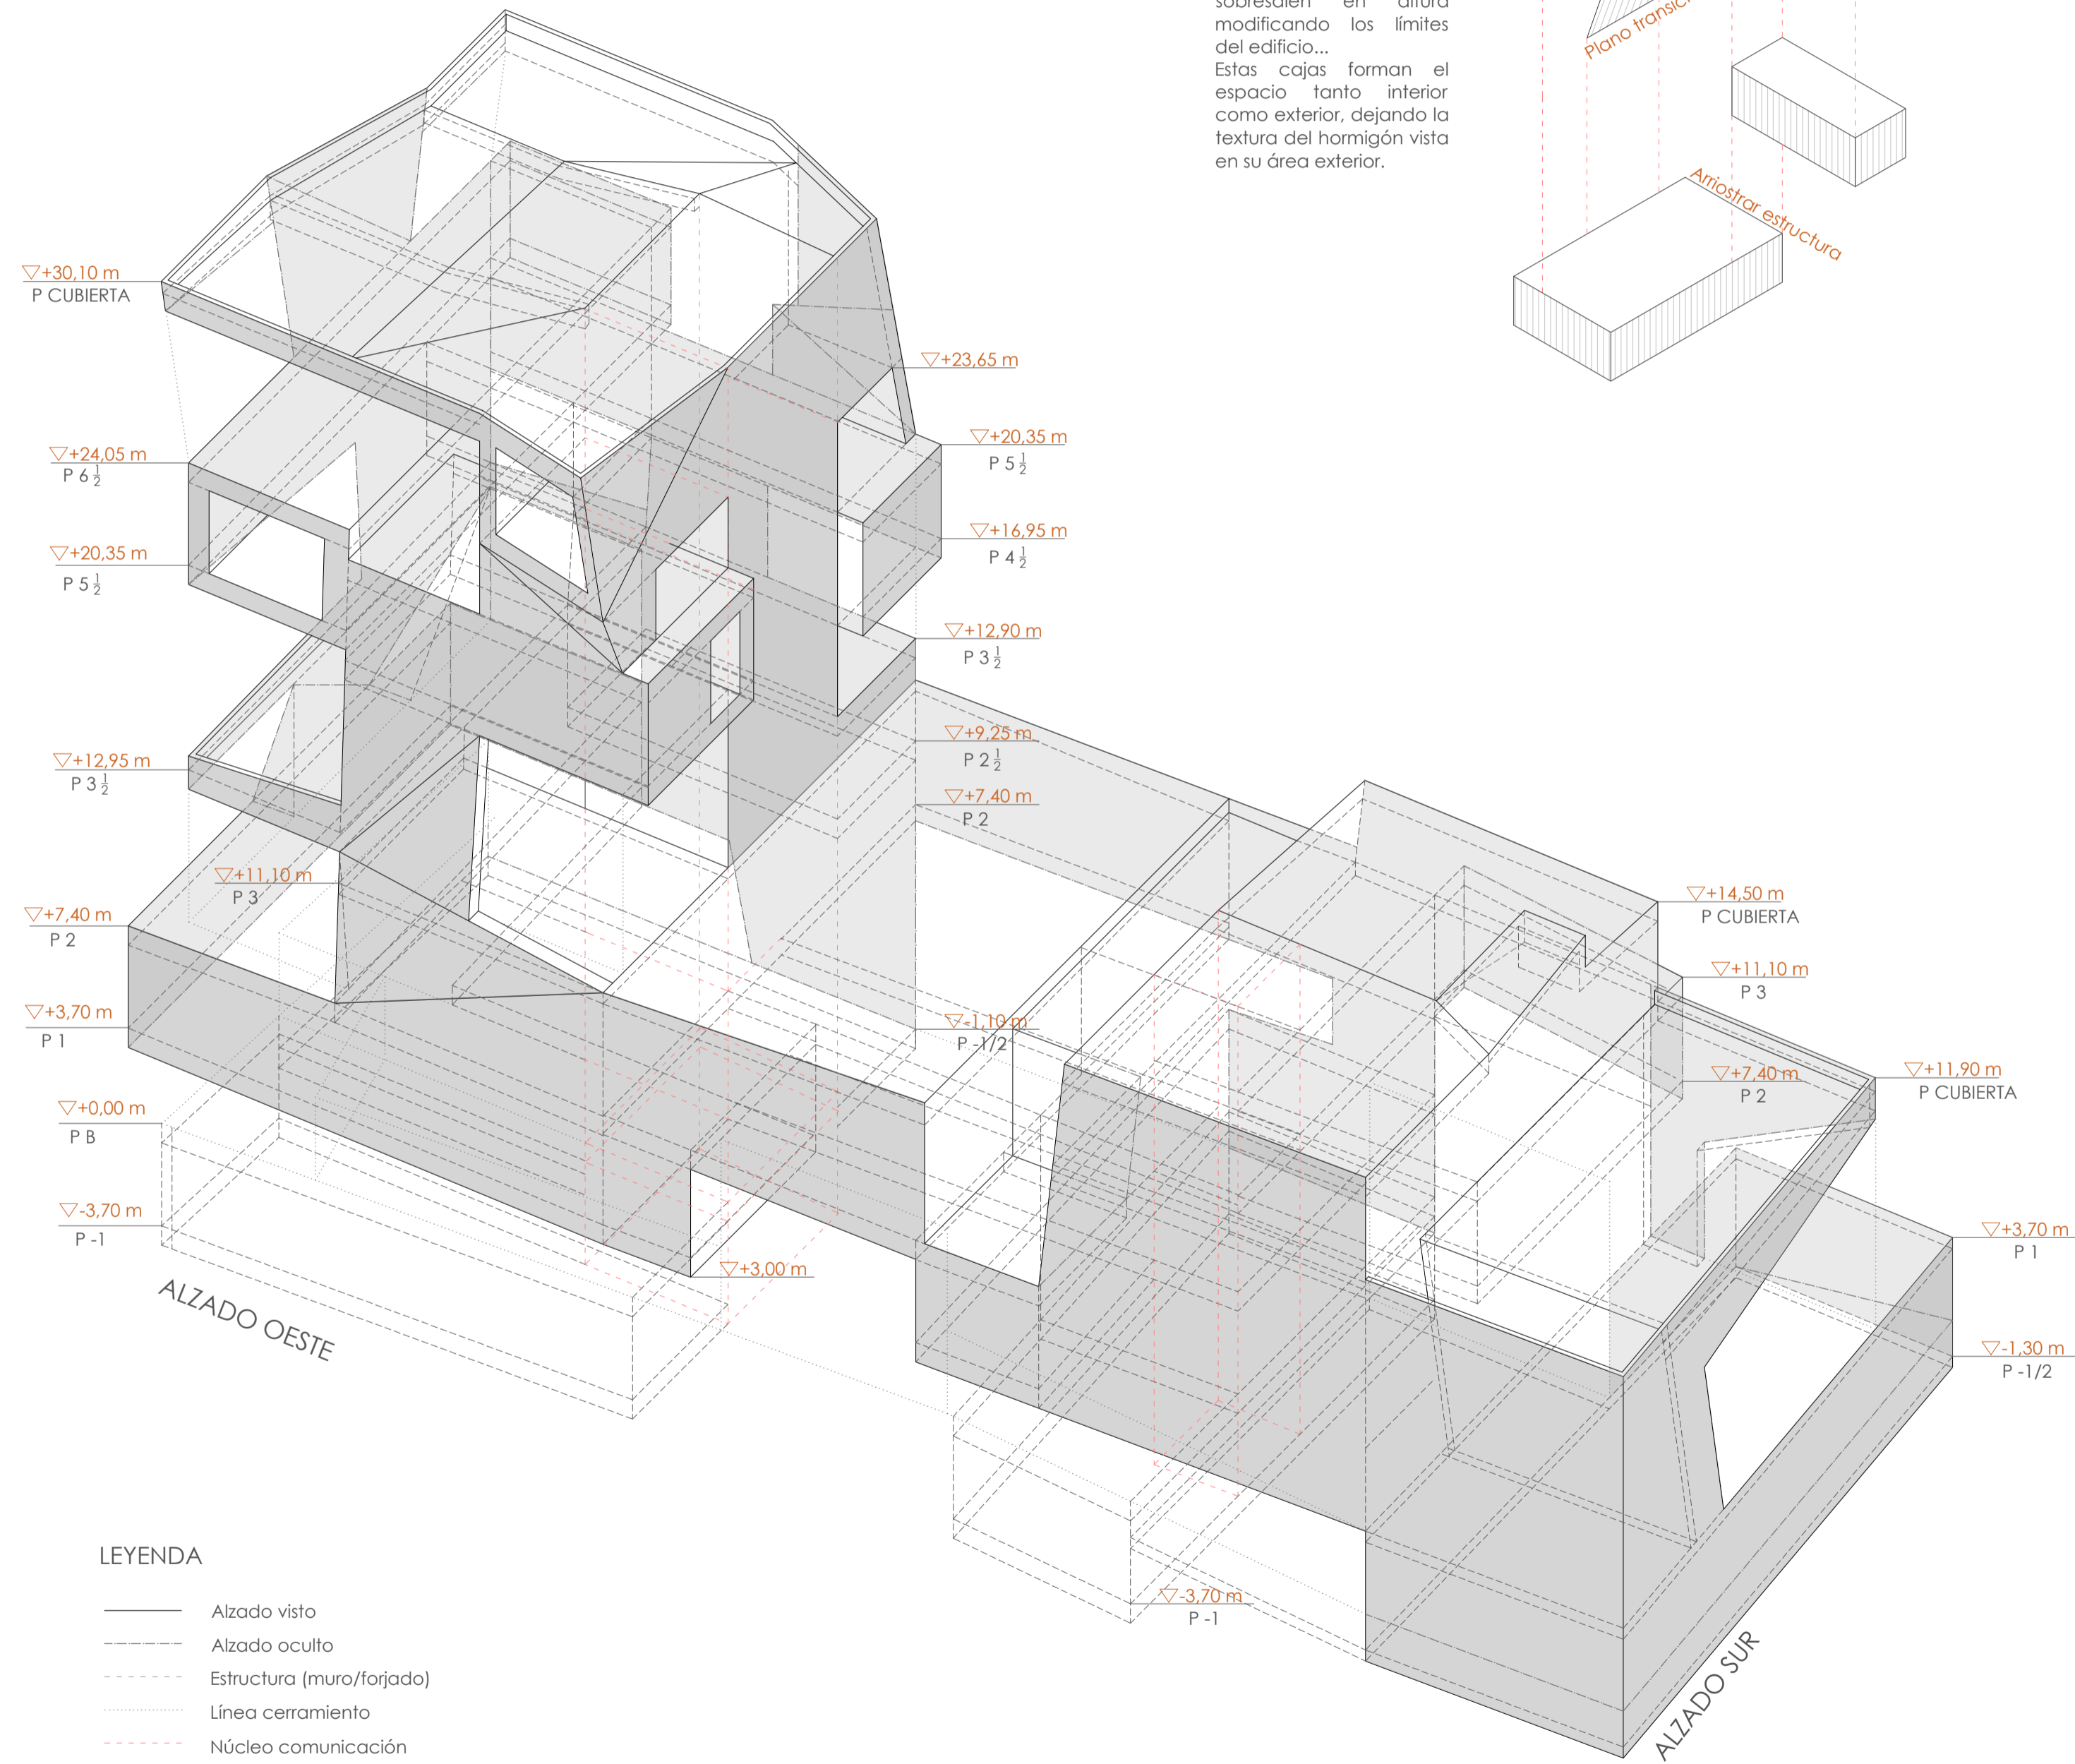 sobresalen en altura
modificando los límites
del edificio...
Estas cajas forman el
espacio tanto interior
como exterior, dejando la
textura del hormigón vista
en su área exterior.
Arriostrar estructura
+30,10 m
P CUBIERTA
+24,05 m
P 6 1/2
+20,35 m
P 5 1/2
+12,95 m
P 3 1/2
+11,10 m
P 3
+7,40 m
P 2
+3,70 m
P 1
+0,00 m
P B
-3,70 m
P -1
ALZADO OESTE
+3,00 m
+23,65 m
+20,35 m
P 5 1/2
+16,95 m
P 4 1/2
+12,90 m
P 3 1/2
+9,25 m
P 2 1/2
+7,40 m
P 2
-1,10 m
P -1/2
+14,50 m
P CUBIERTA
+11,10 m
P 3
+7,40 m
P 2
+11,90 m
P CUBIERTA
+3,70 m
P 1
-1,30 m
P -1/2
-3,70 m
P -1
ALZADO SUR
LEYENDA
Alzado visto
Alzado oculto
Estructura (muro/forjado)
Línea cerramiento
Núcleo comunicación
Plano